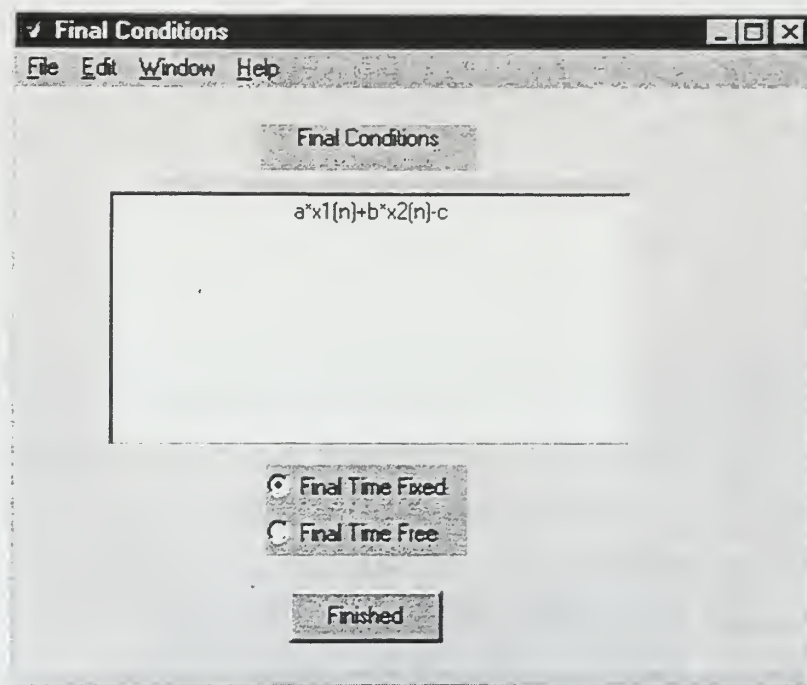 Final Conditions
File Edit Window Help
Final Conditions
a*x1(n)+b*x2(n)-c
Final Time Fixed
Final Time Free
Finished